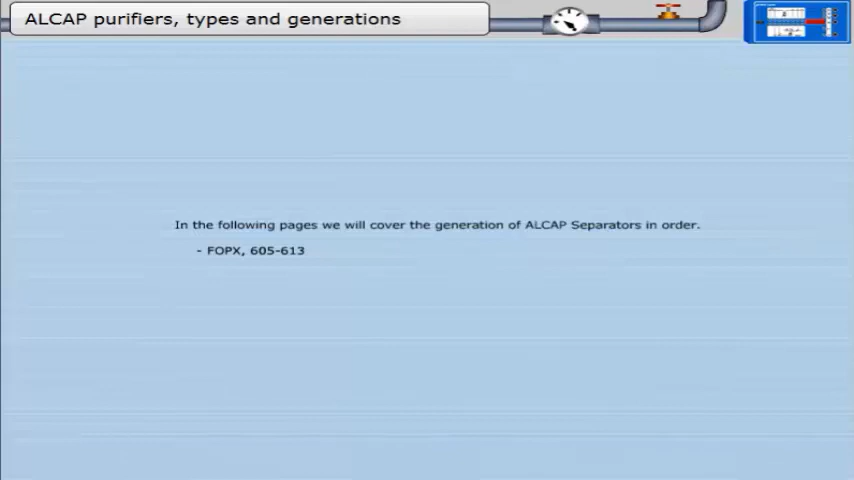 ALCAP purifiers, types and generations
In the following pages we will cover the generation of ALCAP Separators in order.
- FOPX, 605-613